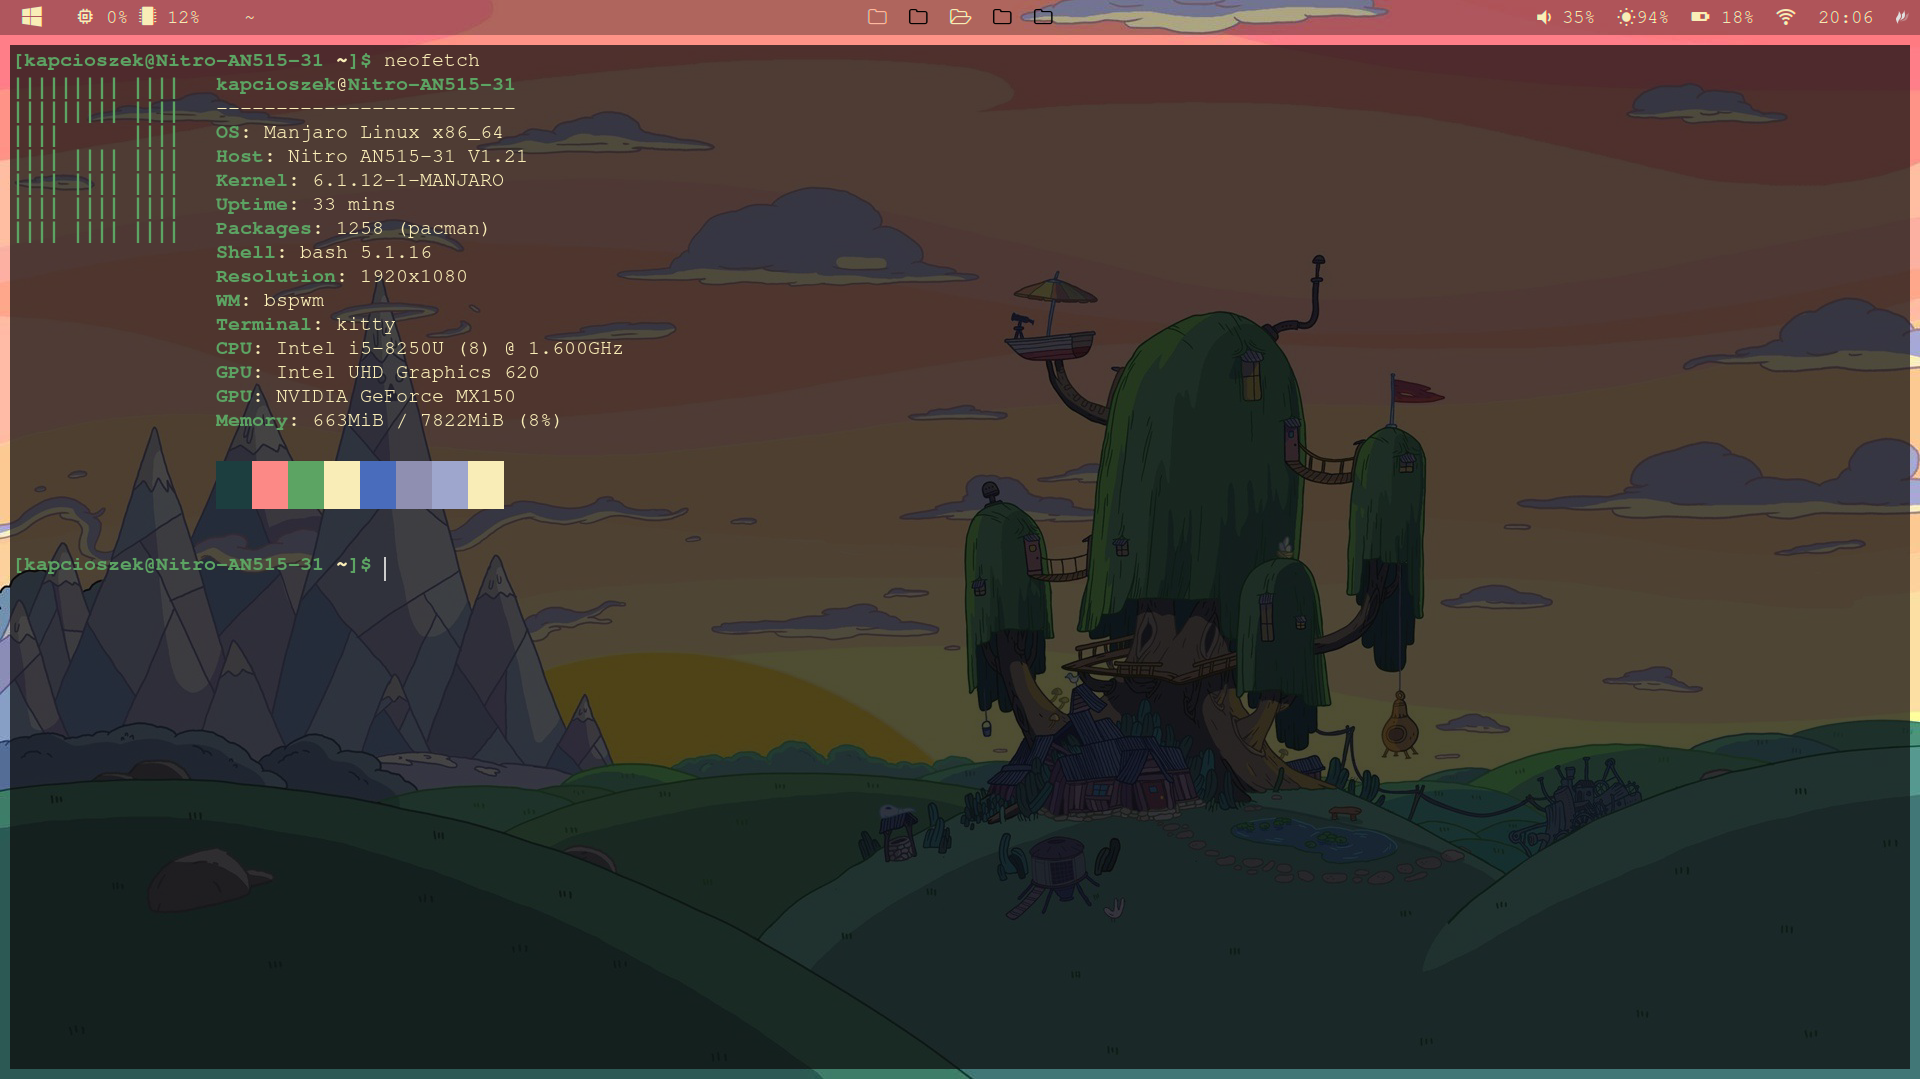 0% 12% ~ 35% 94% 18% 20:06
[kapcioszek@Nitro-AN515-31 ~]$ neofetch
||||||||| |||| kapcioszek@Nitro-AN515-31
||||||||| |||| -------------------------
|||| |||| OS: Manjaro Linux x86_64
|||| |||| |||| Host: Nitro AN515-31 V1.21
|||| |||| |||| Kernel: 6.1.12-1-MANJARO
|||| |||| |||| Uptime: 33 mins
|||| |||| |||| Packages: 1258 (pacman)
Shell: bash 5.1.16
Resolution: 1920x1080
WM: bspwm
Terminal: kitty
CPU: Intel i5-8250U (8) @ 1.600GHz
GPU: Intel UHD Graphics 620
GPU: NVIDIA GeForce MX150
Memory: 663MiB / 7822MiB (8%)
[kapcioszek@Nitro-AN515-31 ~]$